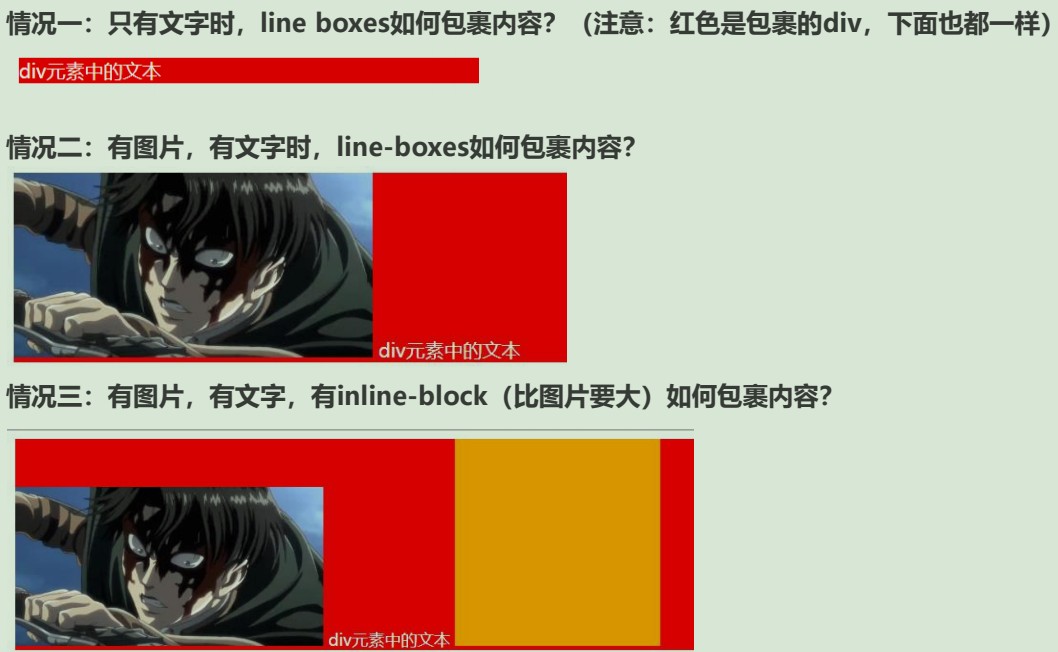 情况一：只有文字时，line boxes如何包裹内容？（注意：红色是包裹的div，下面也都一样）
div元素中的文本
情况二：有图片，有文字时，line-boxes如何包裹内容？
div元素中的文本
情况三：有图片，有文字，有inline-block（比图片要大）如何包裹内容？
div元素中的文本